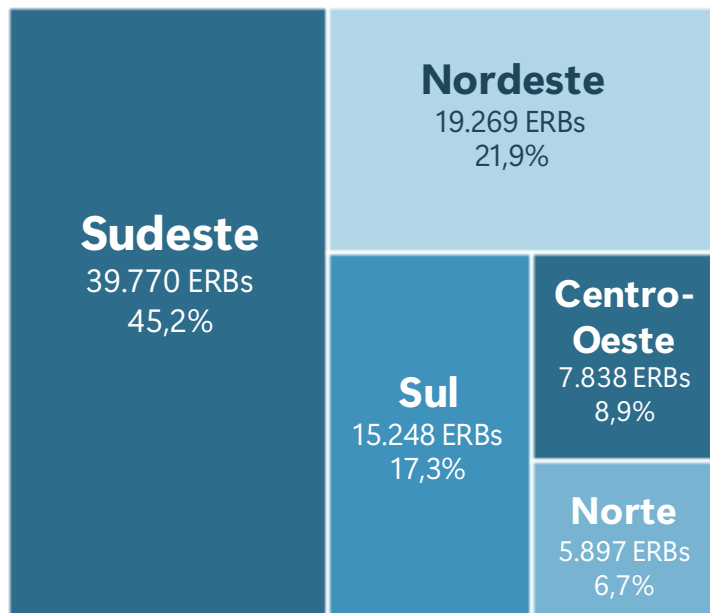 Sudeste
39.770 ERBs
45,2%
Nordeste
19.269 ERBs
21,9%
Sul
15.248 ERBs
17,3%
Centro-
Oeste
7.838 ERBs
8,9%
Norte
5.897 ERBs
6,7%